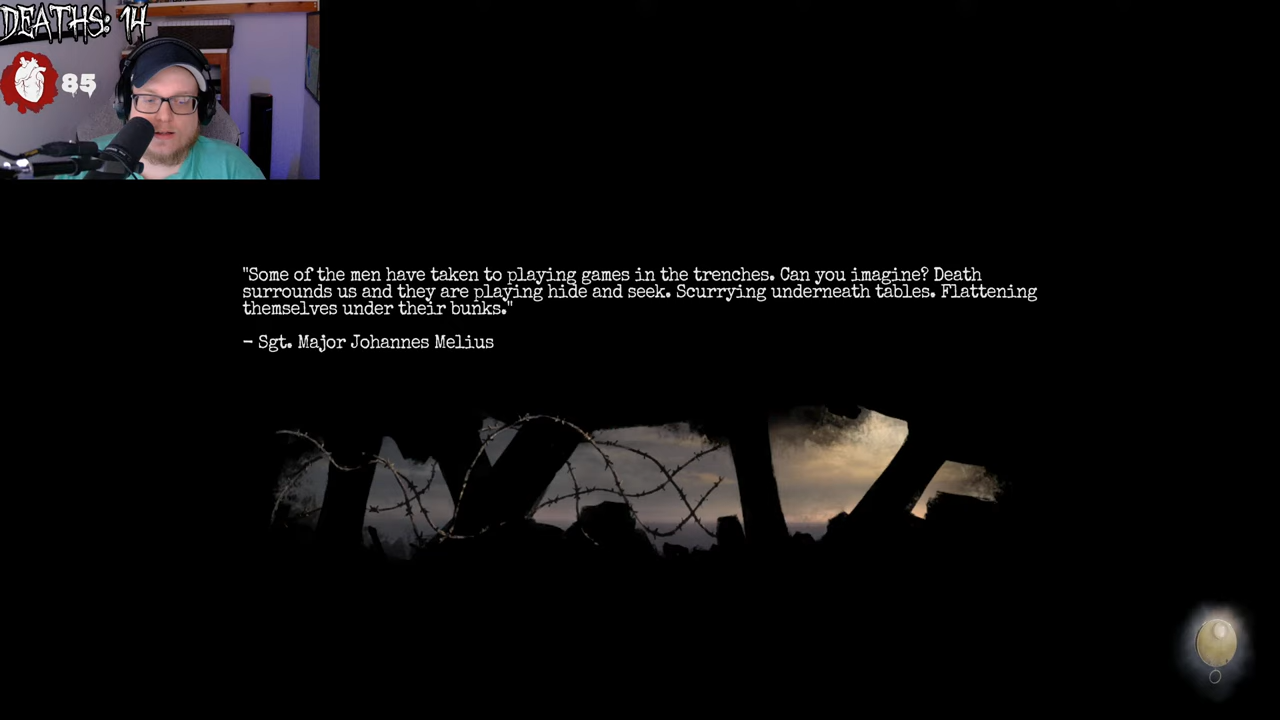 DEATHS: 14
85
"Some of the men have taken to playing games in the trenches. Can you imagine? Death
surrounds us and they are playing hide and seek. Scurrying underneath tables. Flattening
themselves under their bunks."
- Sgt. Major Johannes Melius